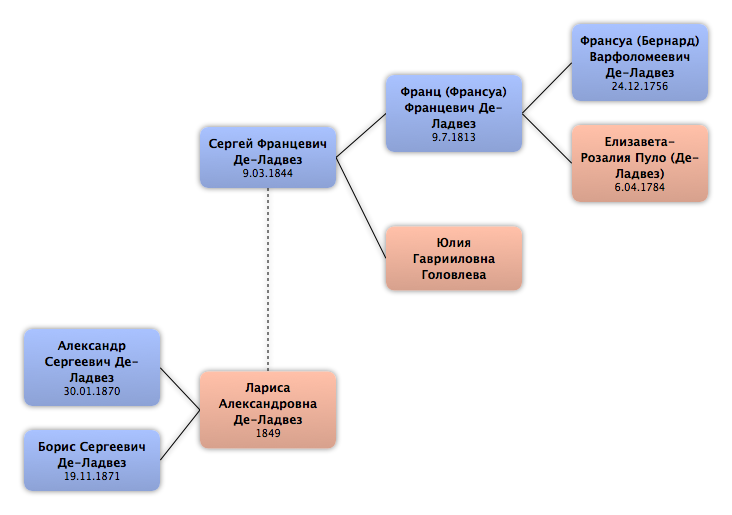 Франсуа (Бернард)
Варфоломеевич
Де-Ладвез
24.12.1756
Франц (Франсуа)
Францевич Де-
Ладвез
9.7.1813
Елизавета-
Розалия Пуло (Де-
Ладвез)
6.04.1784
Сергей Францевич
Де-Ладвез
9.03.1844
Юлия
Гавриловна
Головлева
Александр
Сергеевич Де-
Ладвез
30.01.1870
Лариса
Александровна
Де-Ладвез
1849
Борис Сергеевич
Де-Ладвез
19.11.1871